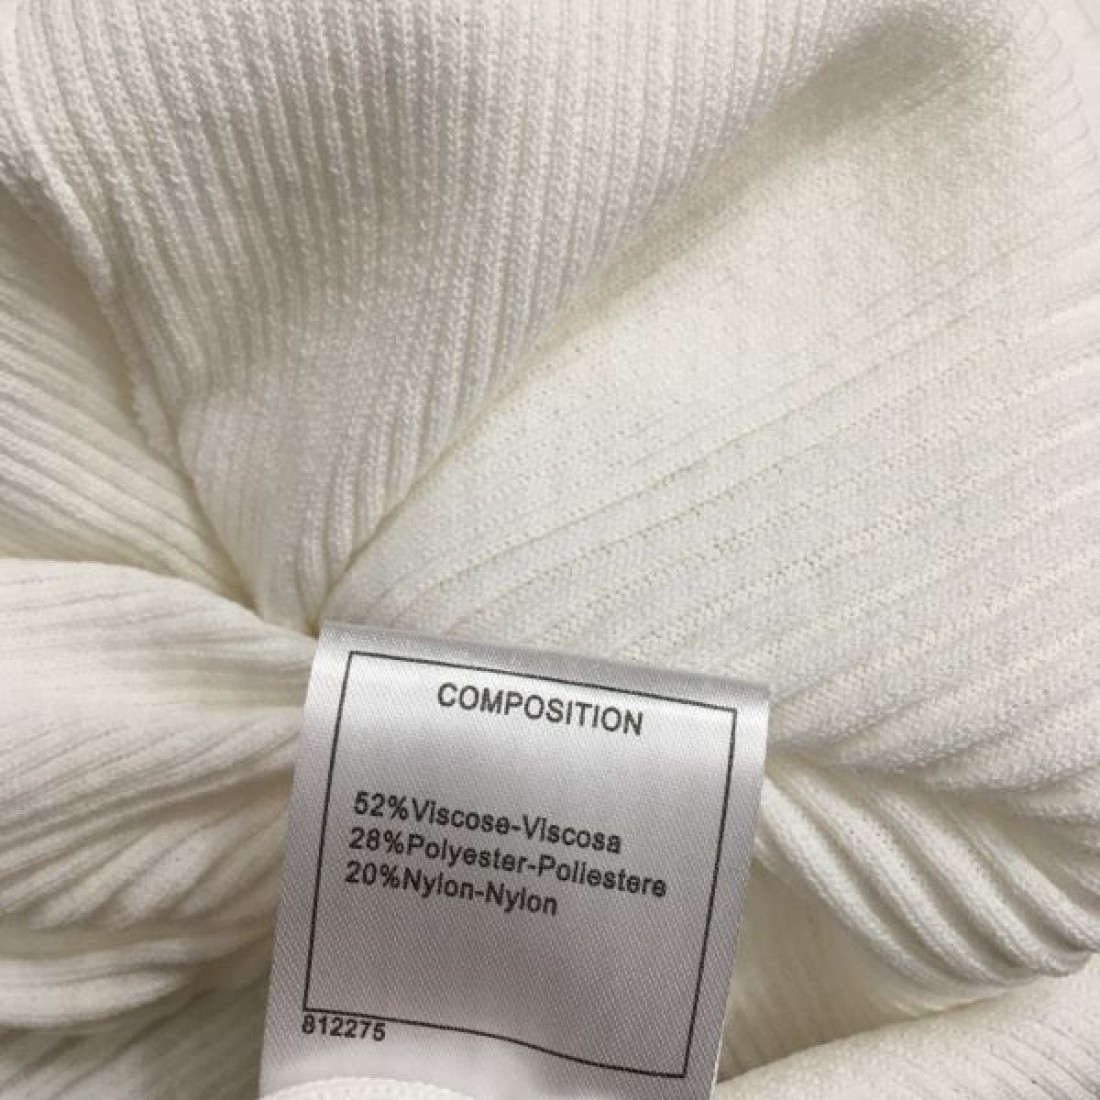 COMPOSITION
52%Viscose-Viscosa
28%Polyester-Poliestere
20%Nylon-Nylon
812275